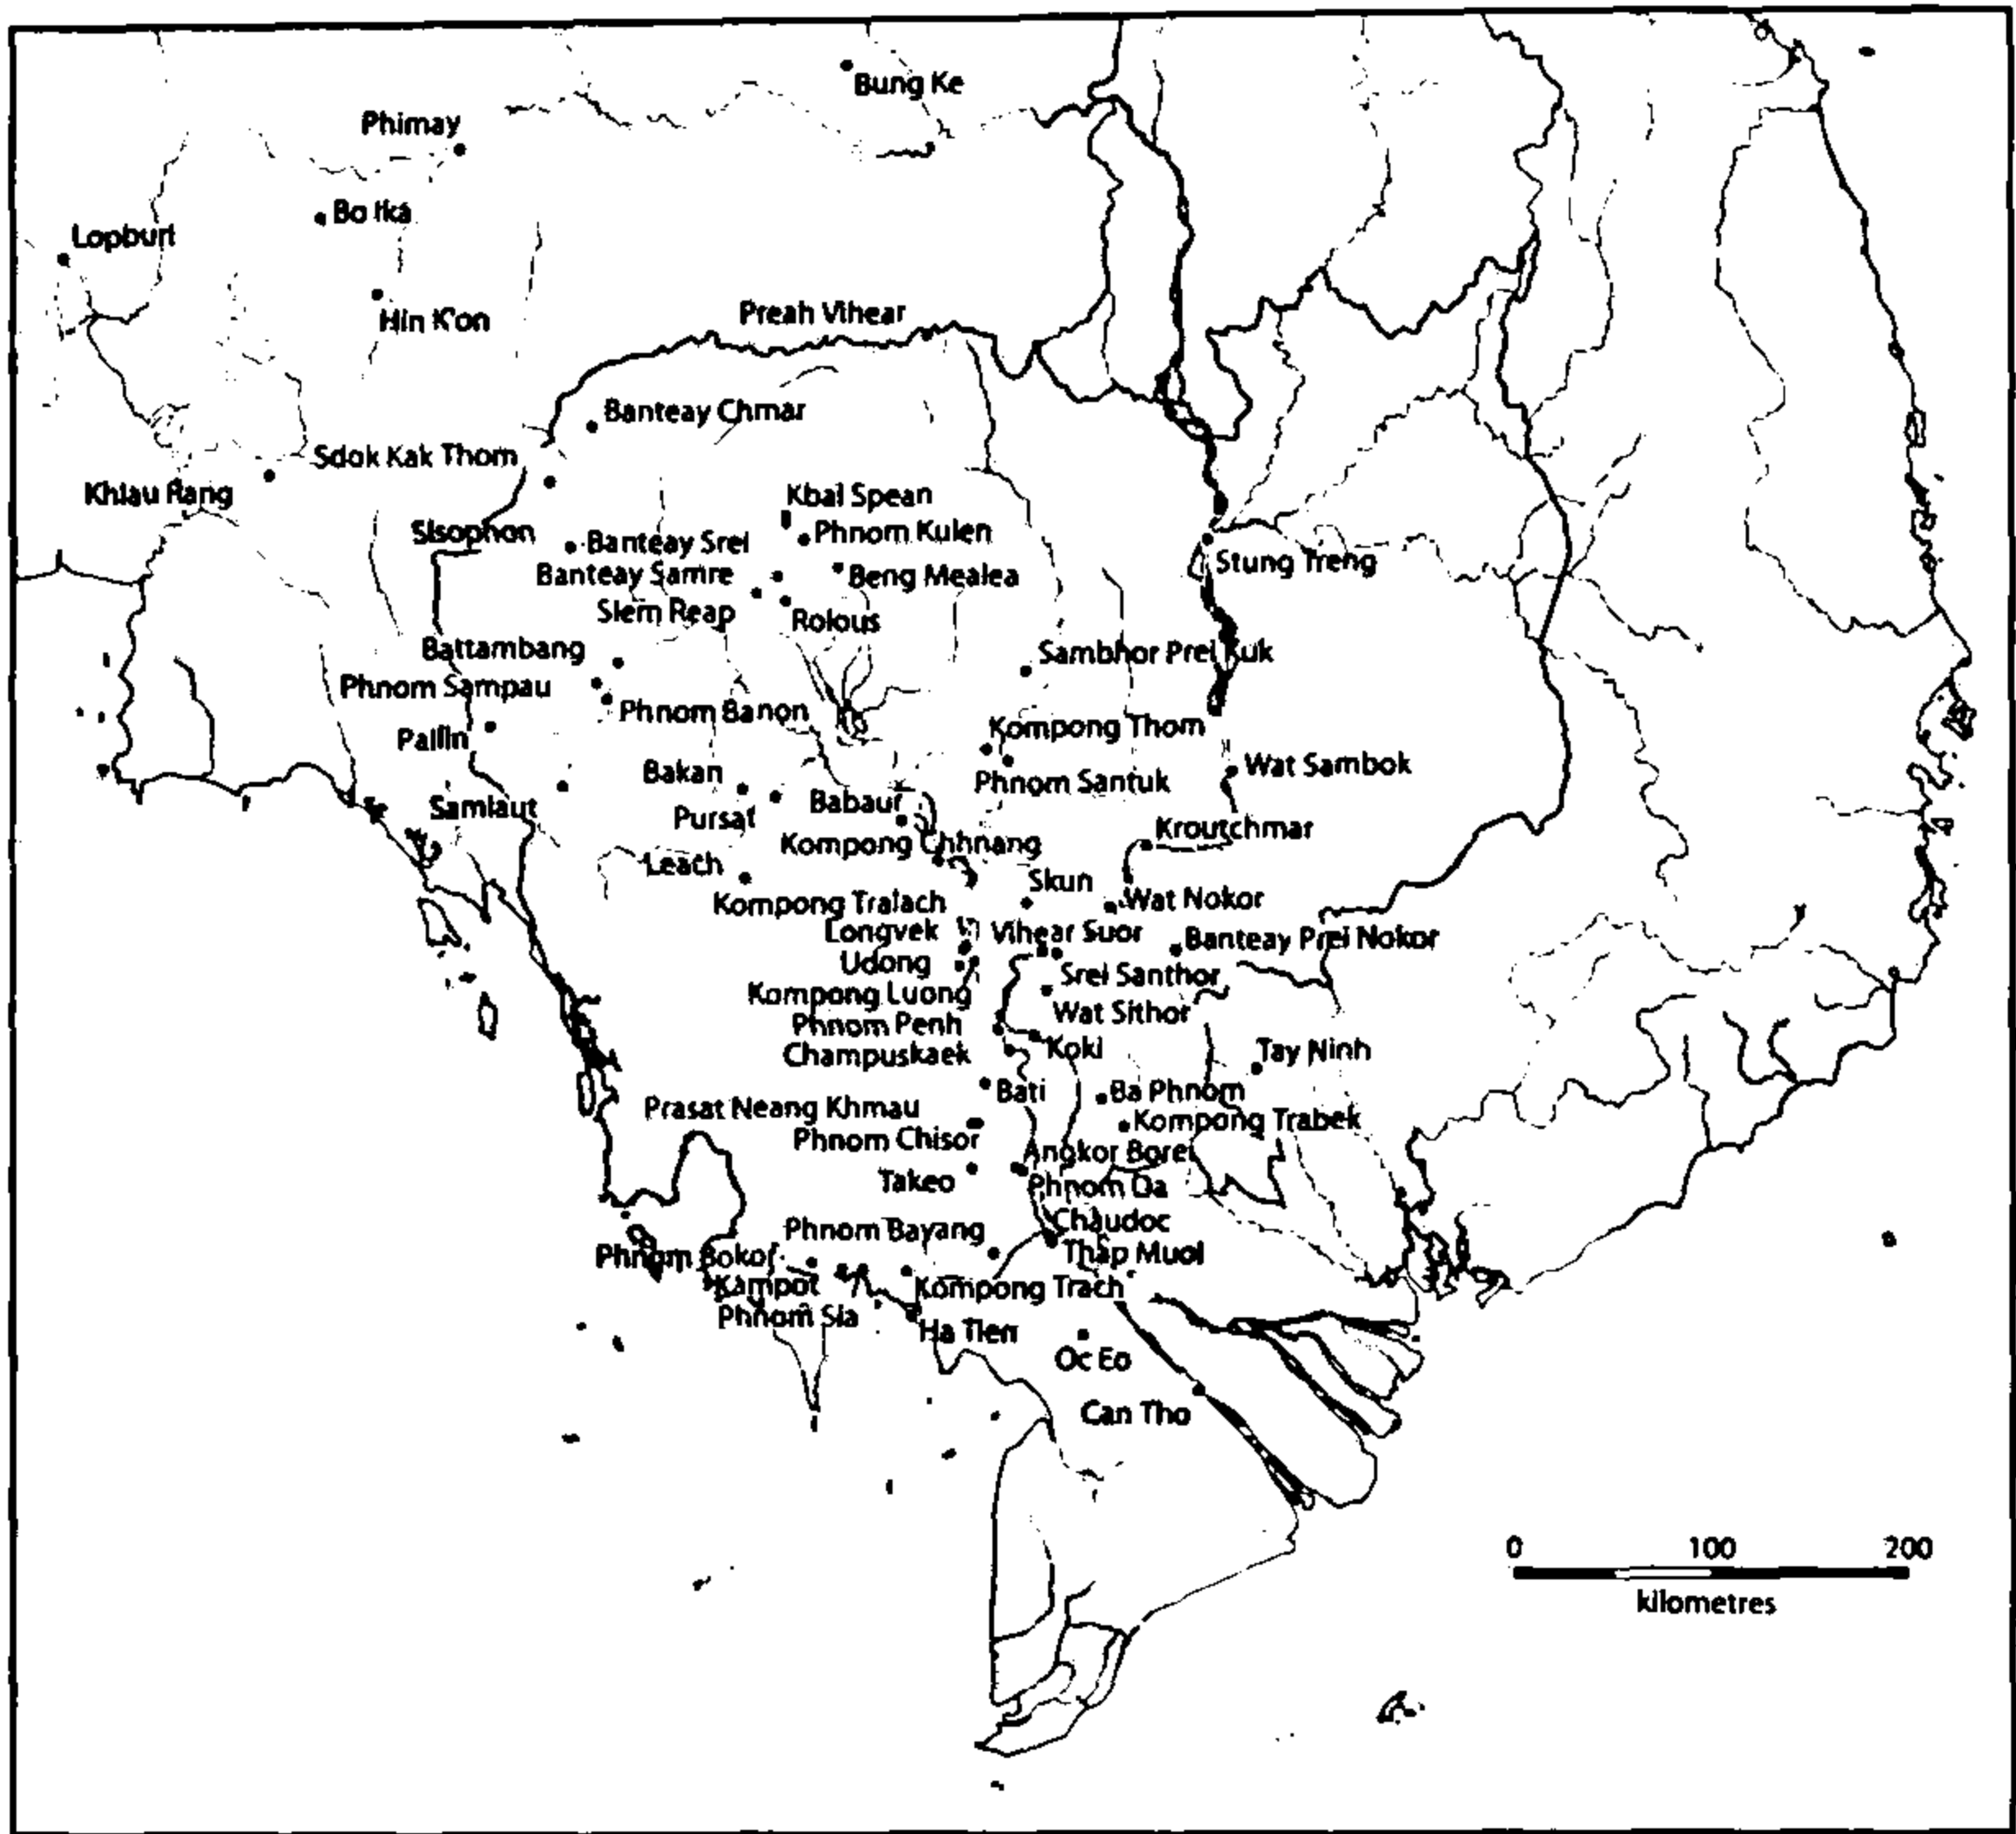 Bung Ke
Phimay
Bo Ika
Lopburi
Hin K'on
Preah Vihear
Banteay Chmar
Sdok Kak Thom
Khlau Rang
Kbal Spean
Sisophon
Phnom Kulen
Banteay Srei
Stung Treng
Banteay Samre
Beng Mealea
Siem Reap
Rolous
Battambang
Sambhor Prei Kuk
Phnom Sampau
Phnom Banon
Kompong Thom
Pailin
Wat Sambok
Bakan
Phnom Santuk
Samlaut
Babaur
Pursat
Kroutchmar
Kompong Chhnang
Leach
Skun
Kompong Tralach
Wat Nokor
Longvek
Vihear Suor
Banteay Prei Nokor
Udong
Srei Santhor
Kompong Luong
Wat Sithor
Phnom Penh
Champuskaek
Koki
Tay Ninh
Bati
Ba Phnom
Prasat Neang Khmau
Kompong Trabek
Phnom Chisor
Angkor Borei
Takeo
Phnom Da
Chaudoc
Phnom Bayang
Thap Muoi
Phnom Bokor
Kampot
Kompong Trach
Phnom Sia
Ha Tien
Oc Eo
Can Tho
0 100 200
kilometres